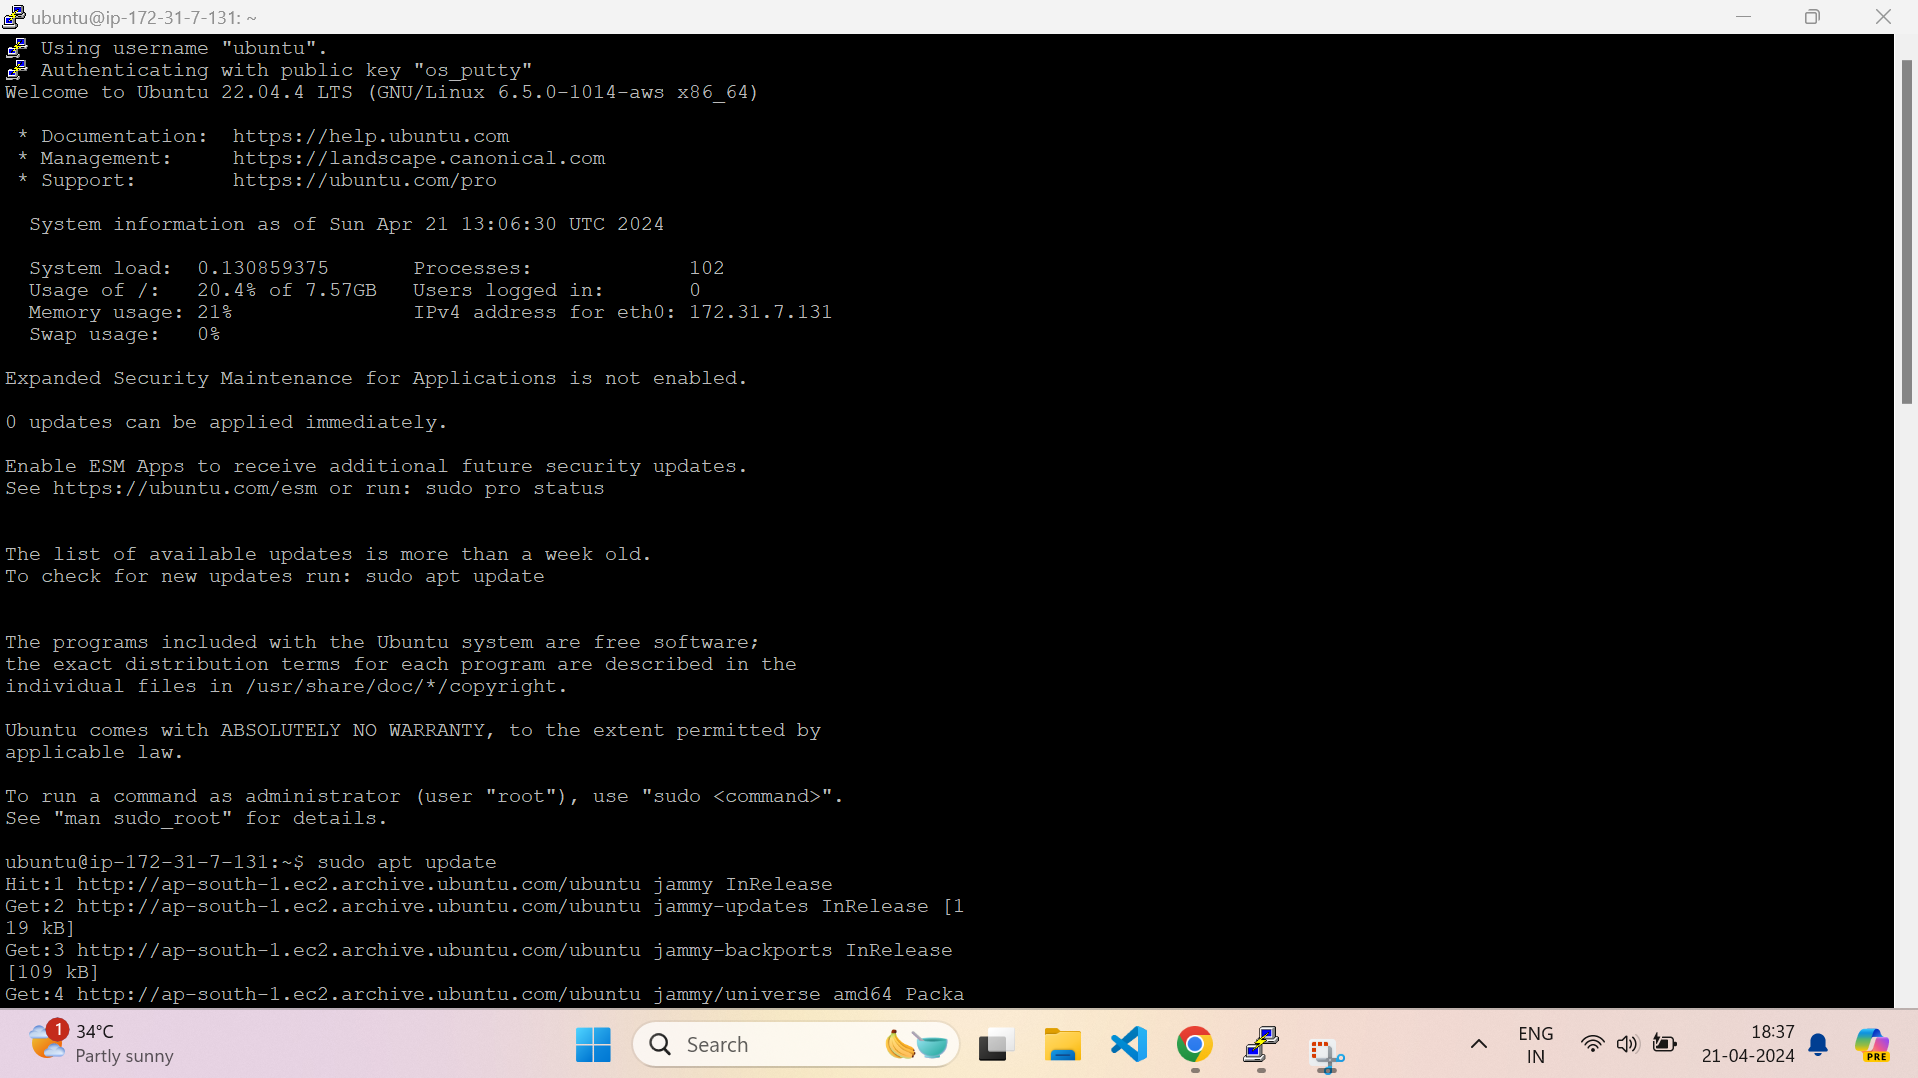 ubuntu@ip-172-31-7-131: ~
Using username "ubuntu".
Authenticating with public key "os_putty"
Welcome to Ubuntu 22.04.4 LTS (GNU/Linux 6.5.0-1014-aws x86_64)
* Documentation:  https://help.ubuntu.com
* Management:     https://landscape.canonical.com
* Support:        https://ubuntu.com/pro
System information as of Sun Apr 21 13:06:30 UTC 2024
System load:  0.130859375       Processes:             102
Usage of /:   20.4% of 7.57GB   Users logged in:       0
Memory usage: 21%               IPv4 address for eth0: 172.31.7.131
Swap usage:   0%
Expanded Security Maintenance for Applications is not enabled.
0 updates can be applied immediately.
Enable ESM Apps to receive additional future security updates.
See https://ubuntu.com/esm or run: sudo pro status
The list of available updates is more than a week old.
To check for new updates run: sudo apt update
The programs included with the Ubuntu system are free software;
the exact distribution terms for each program are described in the
individual files in /usr/share/doc/*/copyright.
Ubuntu comes with ABSOLUTELY NO WARRANTY, to the extent permitted by
applicable law.
To run a command as administrator (user "root"), use "sudo <command>".
See "man sudo_root" for details.
ubuntu@ip-172-31-7-131:~$ sudo apt update
Hit:1 http://ap-south-1.ec2.archive.ubuntu.com/ubuntu jammy InRelease
Get:2 http://ap-south-1.ec2.archive.ubuntu.com/ubuntu jammy-updates InRelease [1
19 kB]
Get:3 http://ap-south-1.ec2.archive.ubuntu.com/ubuntu jammy-backports InRelease
[109 kB]
Get:4 http://ap-south-1.ec2.archive.ubuntu.com/ubuntu jammy/universe amd64 Packa
1
34°C
Partly sunny
Search
ENG
IN
18:37
21-04-2024
PRE